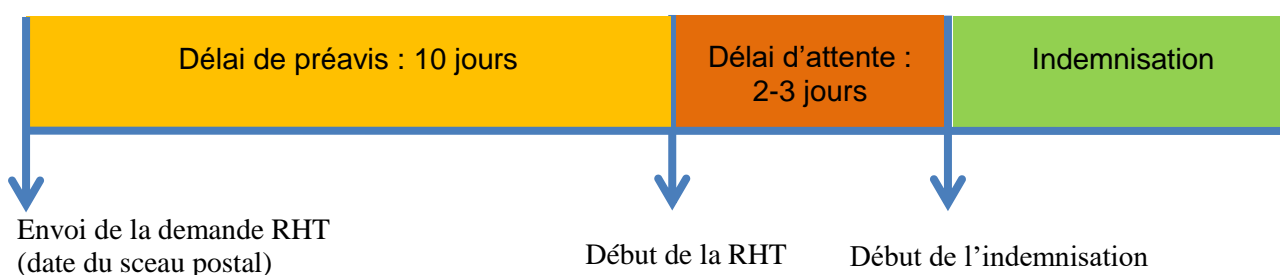 Délai de préavis : 10 jours
Délai d'attente :
2-3 jours
Indemnisation
Envoi de la demande RHT
(date du sceau postal)
Début de la RHT
Début de l'indemnisation